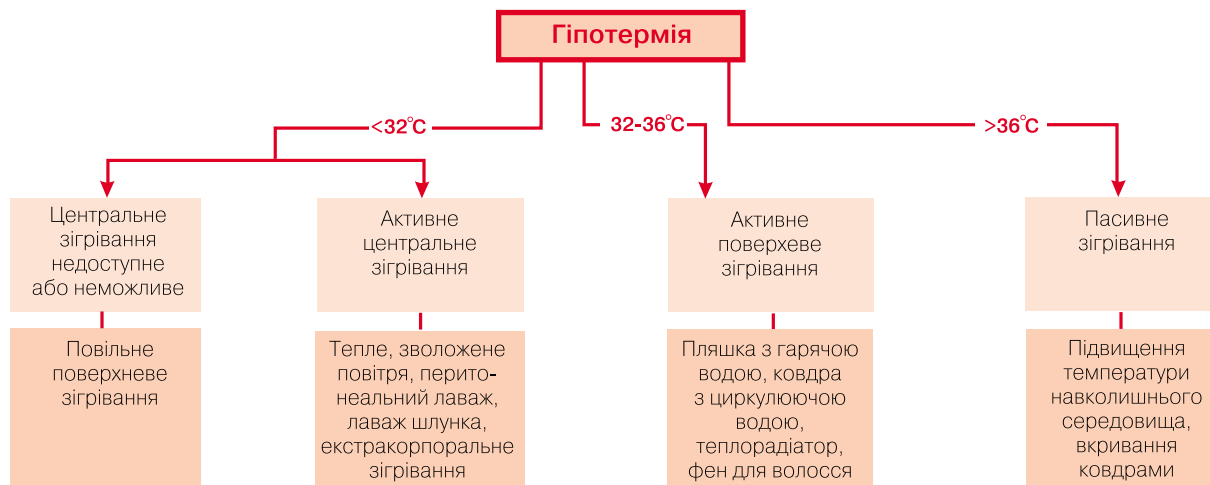 Гіпотермія
<32°C
32-36°C
>36°C
Центральне
зігрівання
недоступне
або неможливе
Активне
центральне
зігрівання
Активне
поверхеве
зігрівання
Пасивне
зігрівання
Повільне
поверхневе
зігрівання
Тепле, зволожене
повітря, перито-
неальний лаваж,
лаваж шлунка,
екстракорпоральне
зігрівання
Пляшка з гарячою
водою, ковдра
з циркулюючою
водою,
теплорадіатор,
фен для волосся
Підвищення
температури
навколишнього
середовища,
вкривання
ковдрами